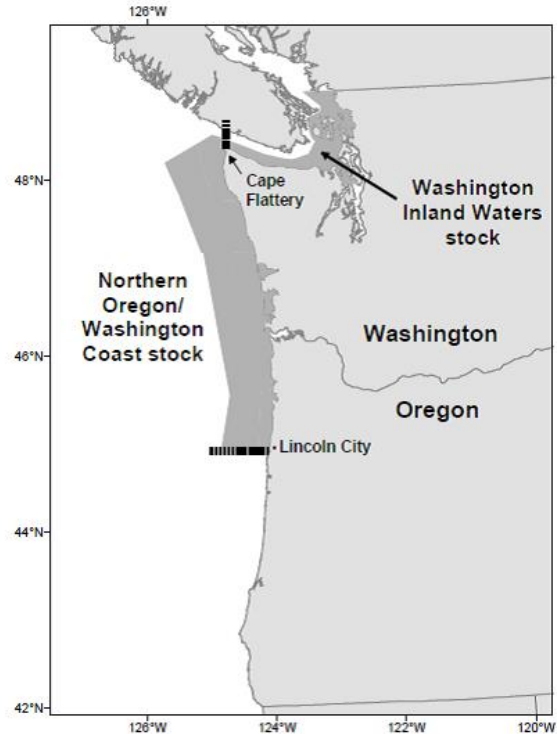 126°W
48°N
Cape
Flattery
Washington
Inland Waters
stock
Northern
Oregon/
Washington
Coast stock
Washington
46°N
Oregon
Lincoln City
44°N
42°N
126°W
124°W
122°W
120°W